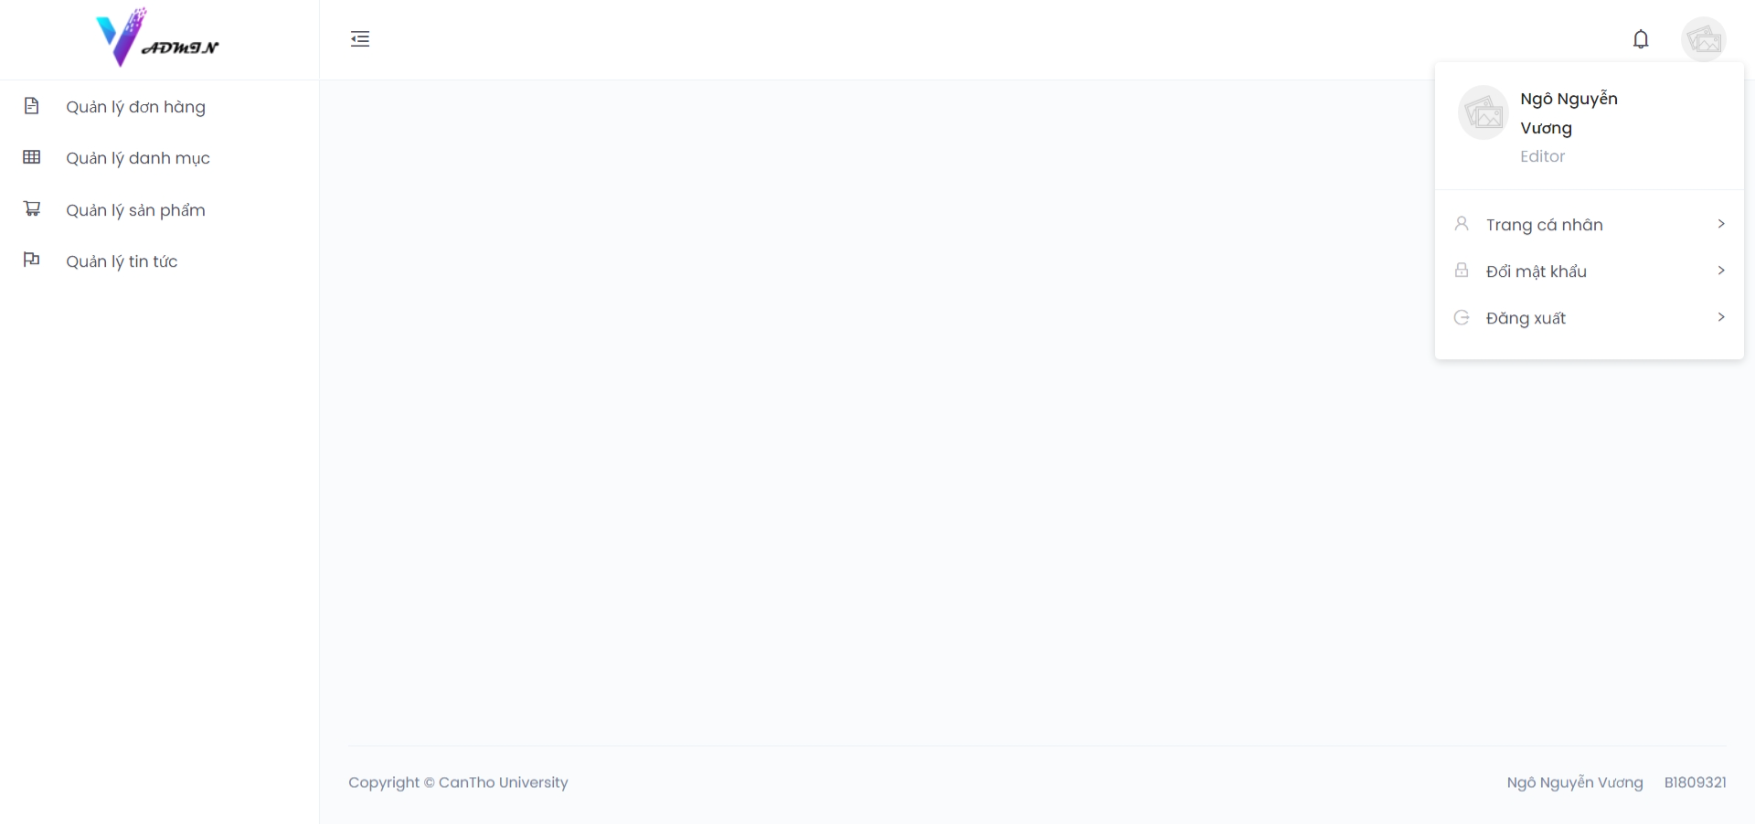 ADMIN
Quản lý đơn hàng
Quản lý danh mục
Quản lý sản phẩm
Quản lý tin tức
Ngô Nguyễn
Vương
Editor
Trang cá nhân
Đổi mật khẩu
Đăng xuất
Copyright © CanTho University
Ngô Nguyễn Vương B1809321